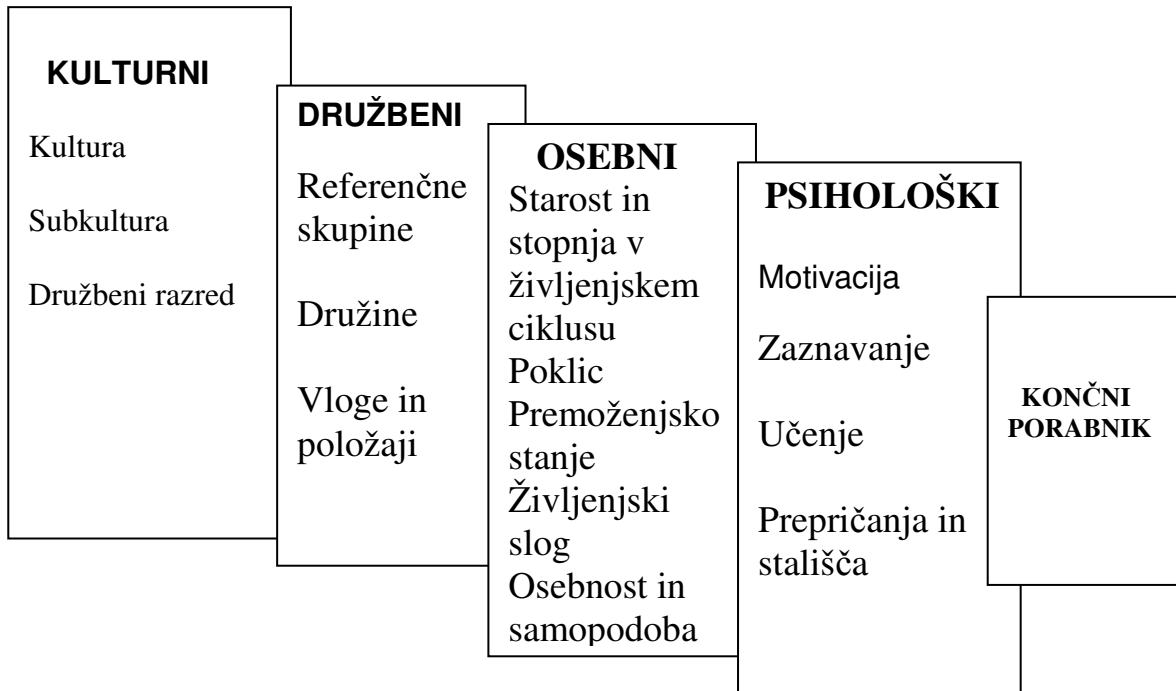 KULTURNI
Kultura
Subkultura
Družbeni razred
DRUŽBENI
Referenčne
skupine
Družine
Vloge in
položaji
OSEBNI
Starost in
stopnja v
življenjskem
ciklusu
Poklic
Premoženjsko
stanje
Življenjski
slog
Osebnost in
samopodoba
PSIHOLOŠKI
Motivacija
Zaznavanje
Učenje
Prepričanja in
stališča
KONČNI
PORABNIK